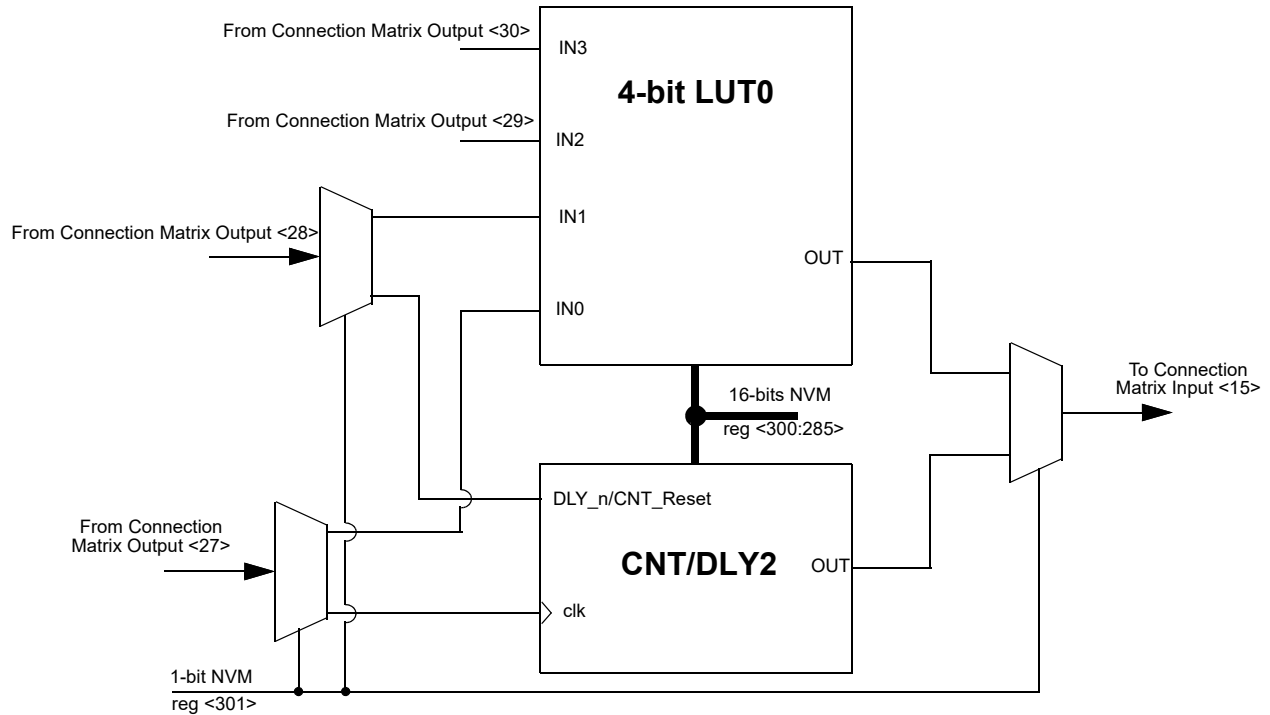 From Connection Matrix Output <30>
IN3
4-bit LUT0
From Connection Matrix Output <29>
IN2
IN1
From Connection Matrix Output <28>
OUT
IN0
To Connection
Matrix Input <15>
16-bits NVM
reg <300:285>
DLY_n/CNT_Reset
From Connection
Matrix Output <27>
CNT/DLY2
OUT
clk
1-bit NVM
reg <301>